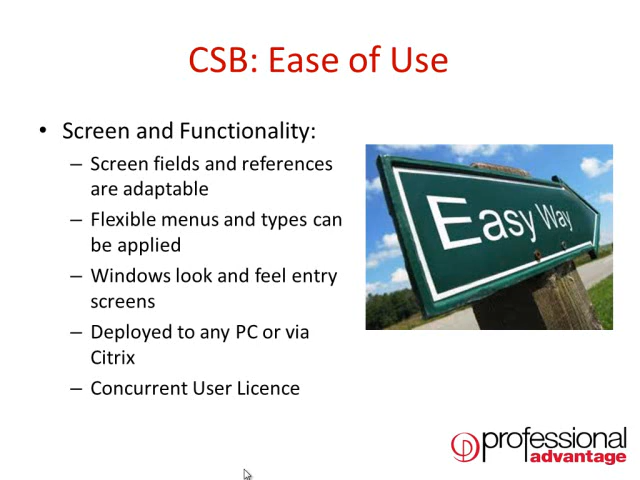 CSB: Ease of Use
• Screen and Functionality:
– Screen fields and references
are adaptable
– Flexible menus and types can
be applied
– Windows look and feel entry
screens
– Deployed to any PC or via
Citrix
– Concurrent User Licence
Easy Way
professional
advantage